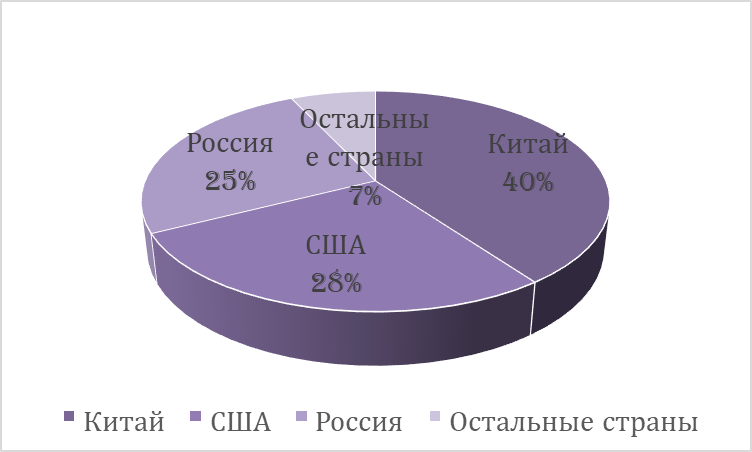 Остальны
е страны
7%
Россия
25%
Китай
40%
США
28%
Китай США Россия Остальные страны